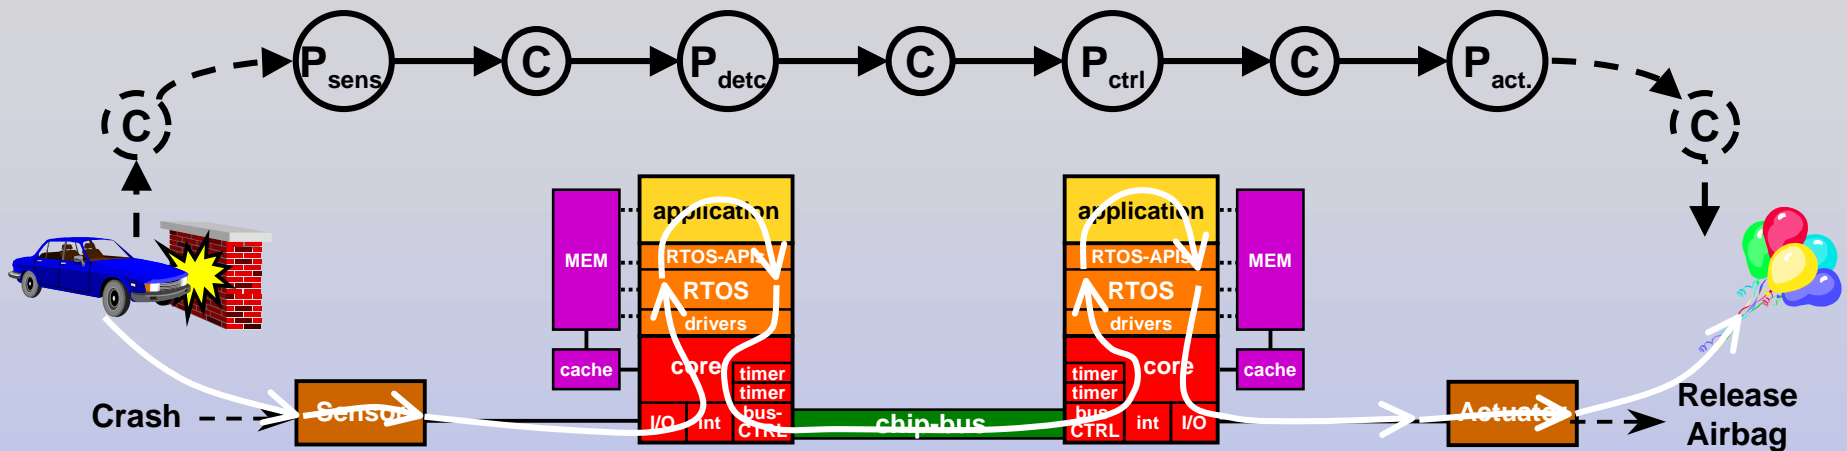 P sens
C
P detc
C
P ctrl
C
P act.
C
C
application
RTOS-APIs
RTOS
drivers
MEM
cache
core
timer
timer
I/O
int
bus-
CTRL
chip-bus
application
RTOS-APIs
RTOS
drivers
MEM
cache
core
timer
timer
bus-
CTRL
int
I/O
Crash
Sensor
Actuator
Release
Airbag